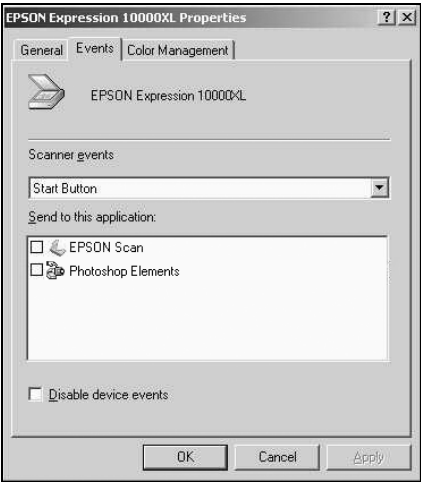 EPSON Expression 10000XL Properties
General Events Color Management
EPSON Expression 10000XL
Scanner events
Start Button
Send to this application:
EPSON Scan
Photoshop Elements
Disable device events
OK Cancel Apply